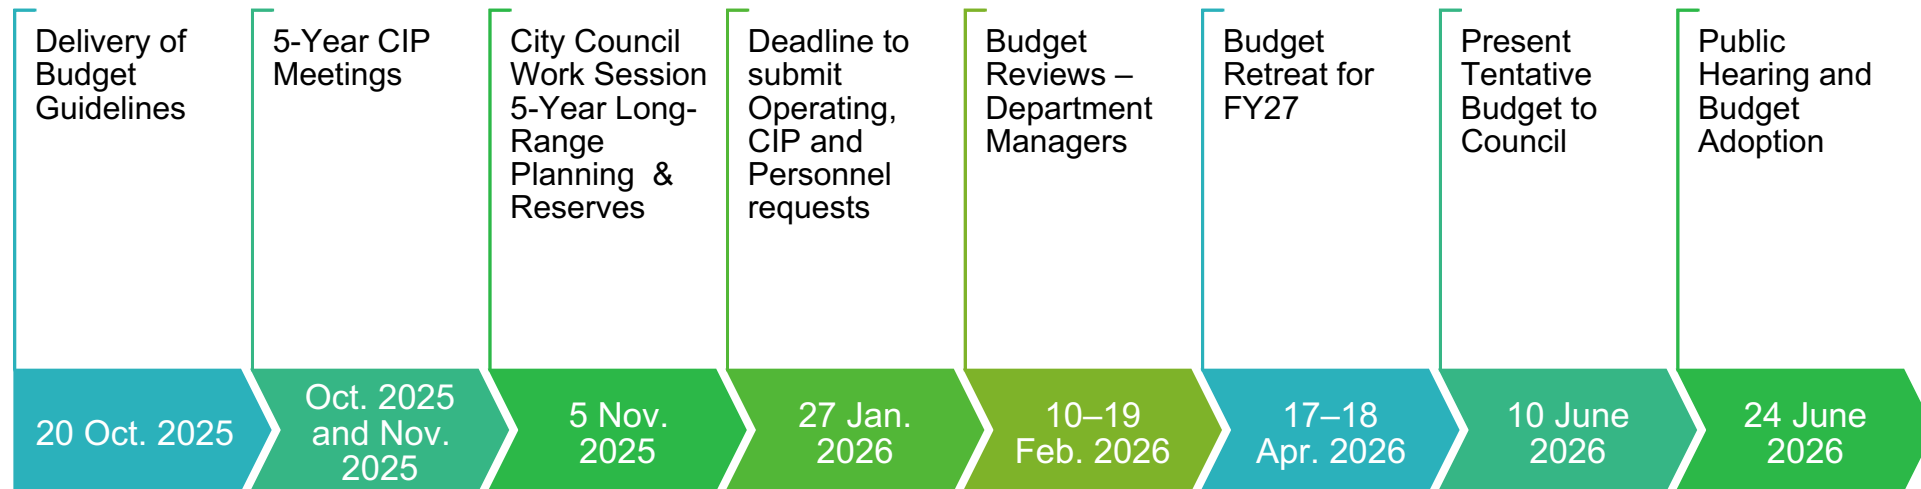 Delivery of
Budget
Guidelines
5-Year CIP
Meetings
City Council
Work Session
5-Year Long-
Range
Planning  &
Reserves
Deadline to
submit
Operating,
CIP and
Personnel
requests
Budget
Reviews –
Department
Managers
Budget
Retreat for
FY27
Present
Tentative
Budget to
Council
Public
Hearing and
Budget
Adoption
20 Oct. 2025
Oct. 2025
and Nov.
2025
5 Nov.
2025
27 Jan.
2026
10–19
Feb. 2026
17–18
Apr. 2026
10 June
2026
24 June
2026